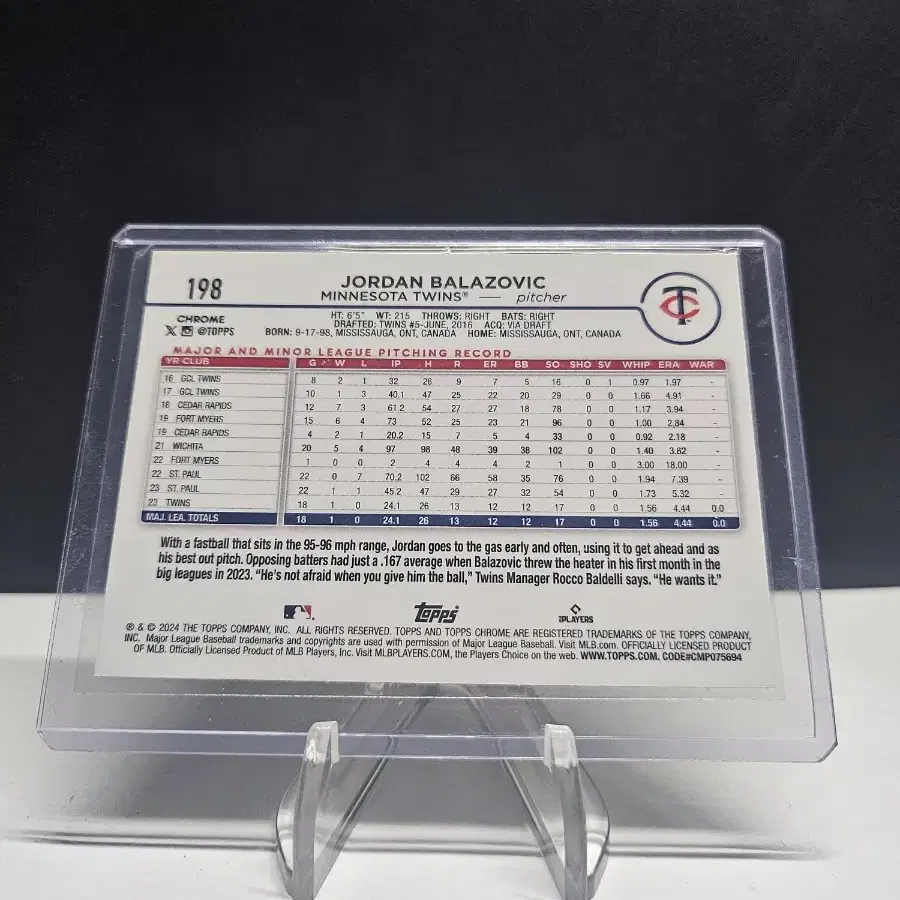 198
JORDAN BALAZOVIC
MINNESOTA TWINS® — pitcher
TC
CHROME
@TOPPS
HT: 6'5" WT: 215 THROWS: RIGHT BATS: RIGHT
DRAFTED: TWINS #5-JUNE, 2016 ACQ: VIA DRAFT
BORN: 9-17-98, MISSISSAUGA, ONT, CANADA HOME: MISSISSAUGA, ONT, CANADA
MAJOR AND MINOR LEAGUE PITCHING RECORD
YR CLUB G W L IP H R ER BB SO SHO SV WHIP ERA WAR
16 GCL TWINS 8 2 1 32 26 9 7 5 16 0 1 0.97 1.97 -
17 GCL TWINS 10 1 3 40.1 47 25 22 20 29 0 0 1.66 4.91 -
18 CEDAR RAPIDS 12 7 3 61.2 54 27 27 18 78 0 0 1.17 3.94 -
19 FORT MYERS 15 6 4 73 52 25 23 21 96 0 0 1.00 2.84 -
19 CEDAR RAPIDS 4 2 1 20.2 15 7 5 4 33 0 0 0.92 2.18 -
21 WICHITA 20 5 4 97 98 48 39 38 102 0 0 1.40 3.62 -
22 FORT MYERS 1 0 0 2 4 4 4 2 1 0 0 3.00 18.00 -
22 ST. PAUL 22 0 7 70.2 102 66 58 35 76 0 0 1.94 7.39 -
23 ST. PAUL 22 1 1 45.2 47 29 27 32 54 0 0 1.73 5.32 -
23 TWINS 18 1 0 24.1 26 13 12 12 17 0 0 1.56 4.44 0.0
MAJ. LEA. TOTALS 18 1 0 24.1 26 13 12 12 17 0 0 1.56 4.44 0.0
With a fastball that sits in the 95-96 mph range, Jordan goes to the gas early and often, using it to get ahead and as
his best out pitch. Opposing batters had just a .167 average when Balazovic threw the heater in his first month in the
big leagues in 2023. “He's not afraid when you give him the ball,” Twins Manager Rocco Baldelli says. “He wants it.”
topps PLAYERS
® & © 2024 THE TOPPS COMPANY, INC. ALL RIGHTS RESERVED. TOPPS AND TOPPS CHROME ARE REGISTERED TRADEMARKS OF THE TOPPS COMPANY,
INC. Major League Baseball trademarks and copyrights are used with permission of Major League Baseball. Visit MLB.com. OFFICIALLY LICENSED PRODUCT
OF MLB. Officially Licensed Product of MLB Players, Inc. Visit MLBPLAYERS.COM, the Players Choice on the web. WWW.TOPPS.COM. CODE#CMP075694